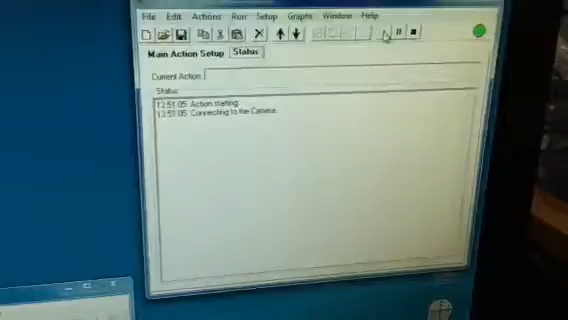 File Edit Actions Run Setup Graphs Window Help
Main Action Setup Status
Current Action
Status
13:51:05 Action starting
13:51:05 Connecting to the Camera.